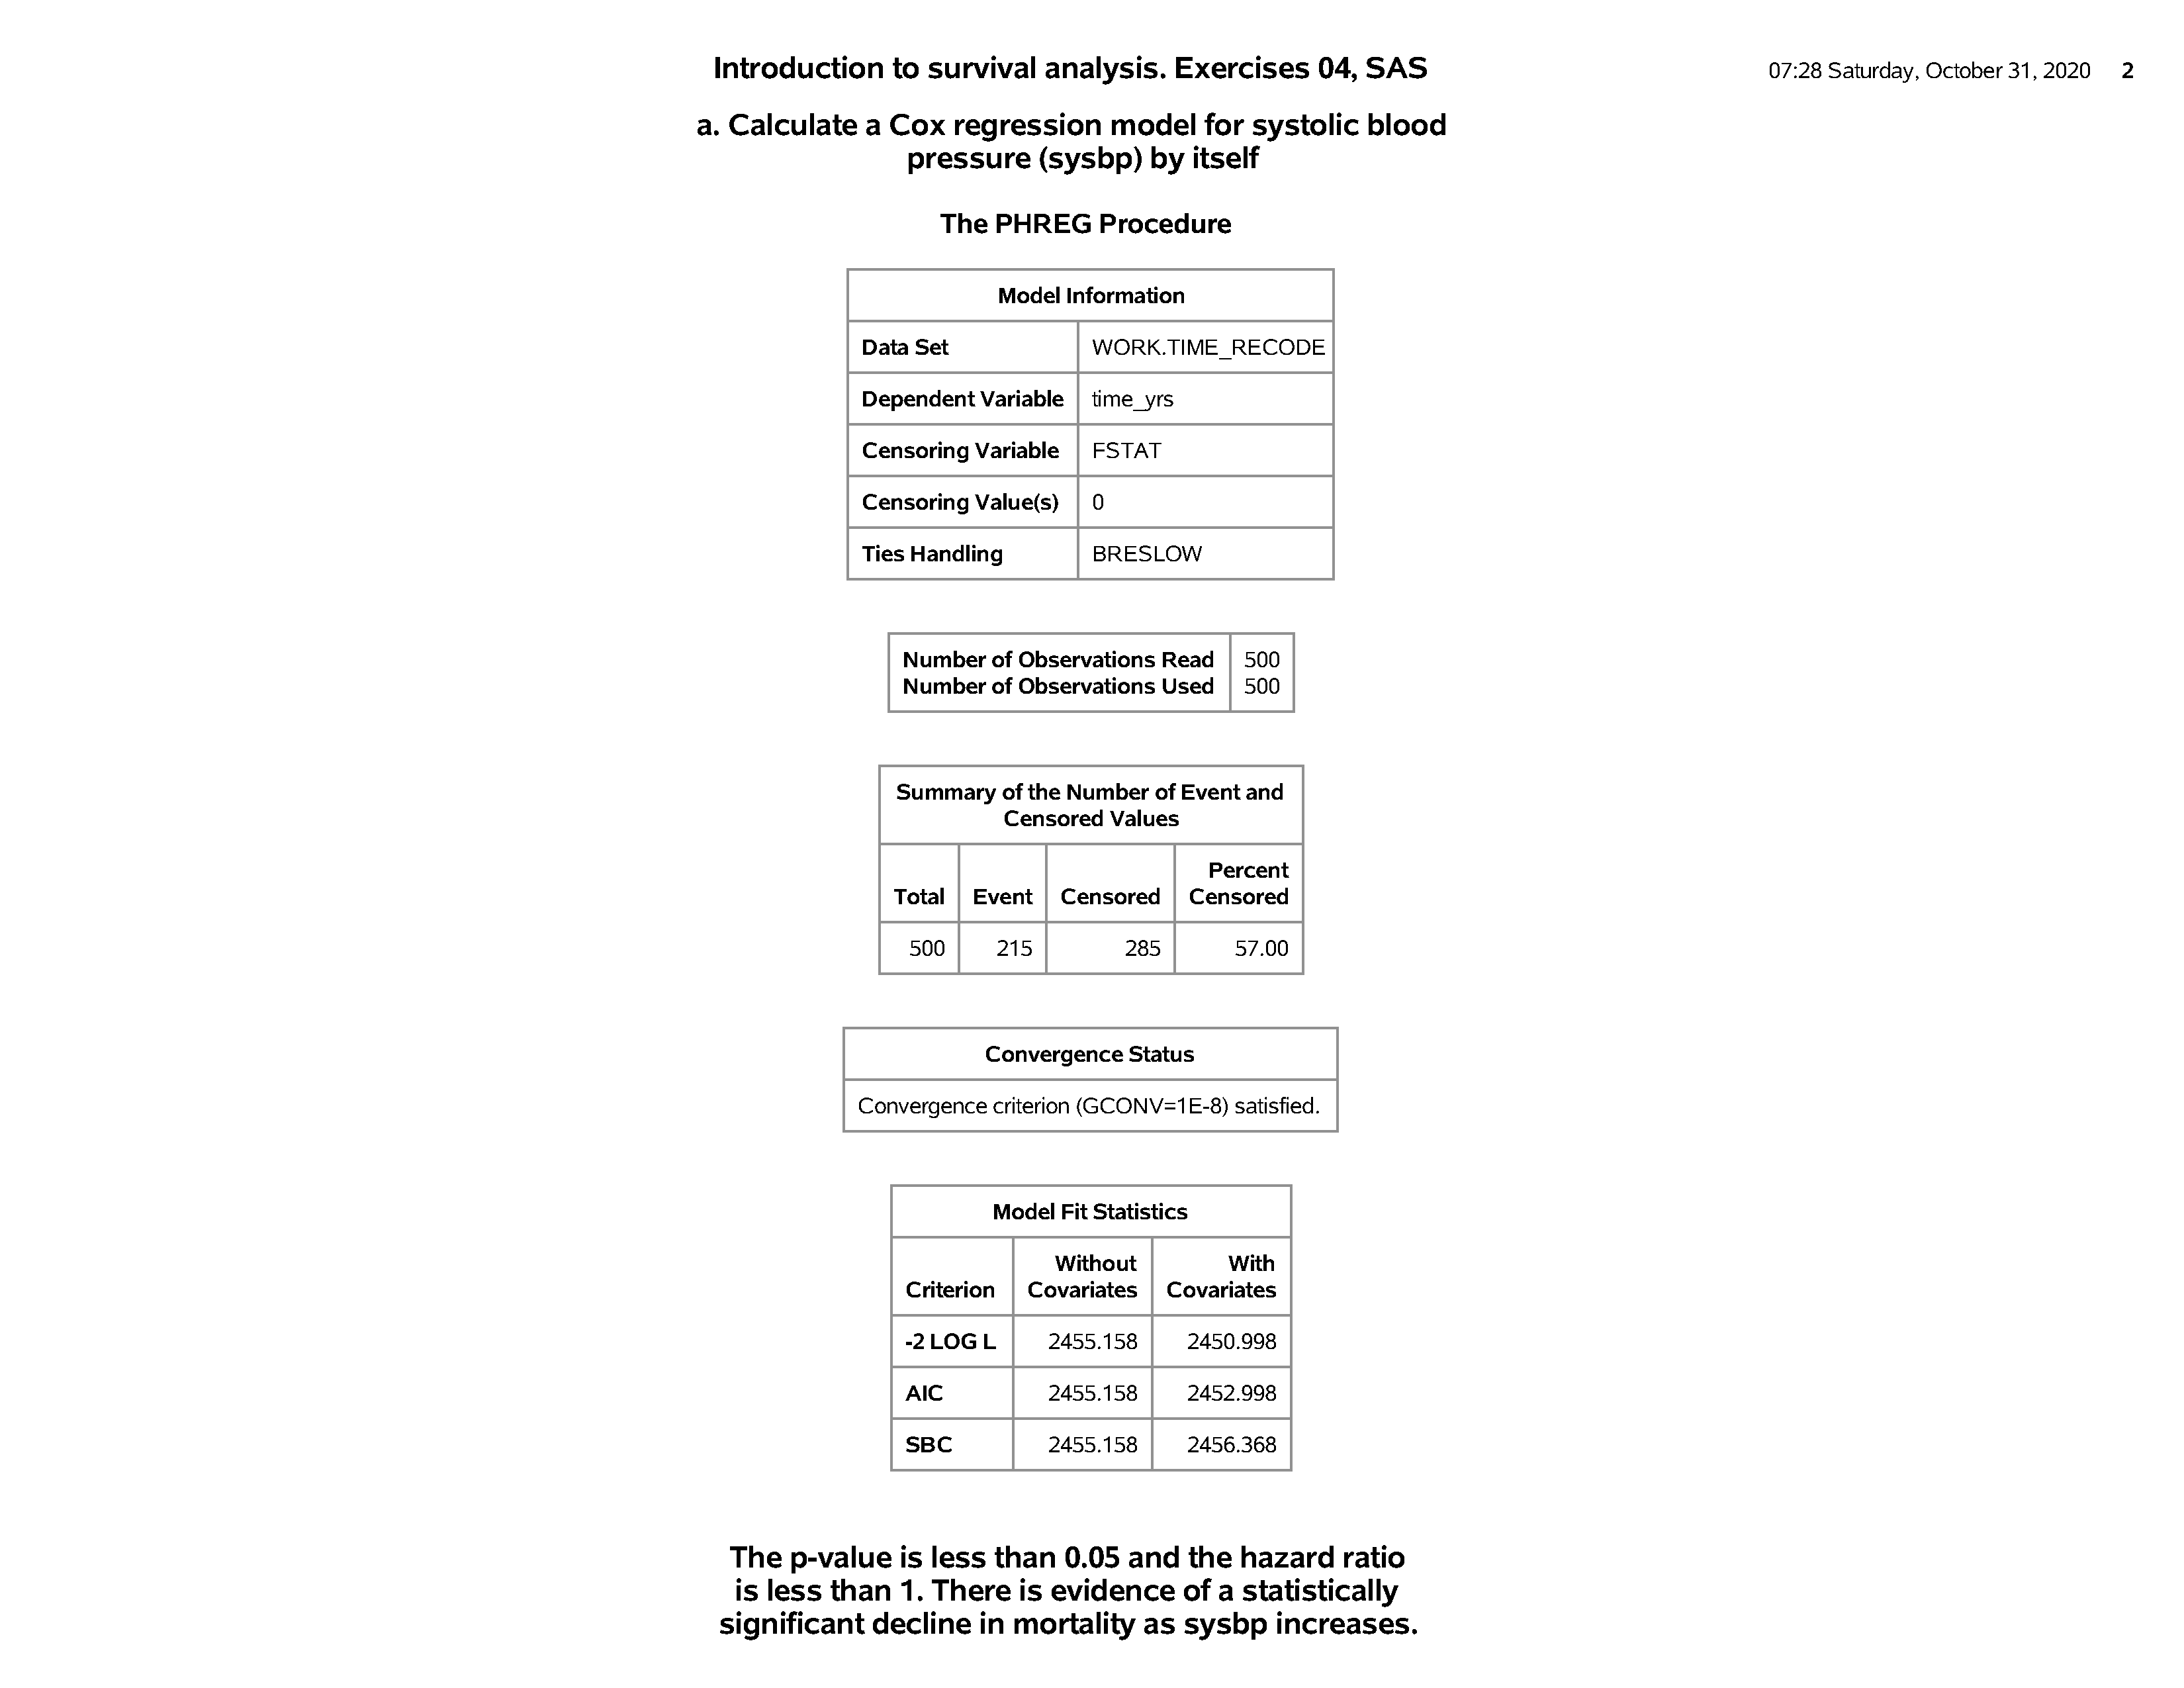 Introduction to survival analysis. Exercises 04, SAS
07:28 Saturday, October 31, 2020 2
a. Calculate a Cox regression model for systolic blood
pressure (sysbp) by itself
The PHREG Procedure
Model Information
Data Set WORK.TIME_RECODE
Dependent Variable time_yrs
Censoring Variable FSTAT
Censoring Value(s) 0
Ties Handling BRESLOW
Number of Observations Read 500
Number of Observations Used 500
Summary of the Number of Event and
Censored Values
Percent
Total Event Censored Censored
500 215 285 57.00
Convergence Status
Convergence criterion (GCONV=1E-8) satisfied.
Model Fit Statistics
Without With
Criterion Covariates Covariates
-2 LOG L 2455.158 2450.998
AIC 2455.158 2452.998
SBC 2455.158 2456.368
The p-value is less than 0.05 and the hazard ratio
is less than 1. There is evidence of a statistically
significant decline in mortality as sysbp increases.